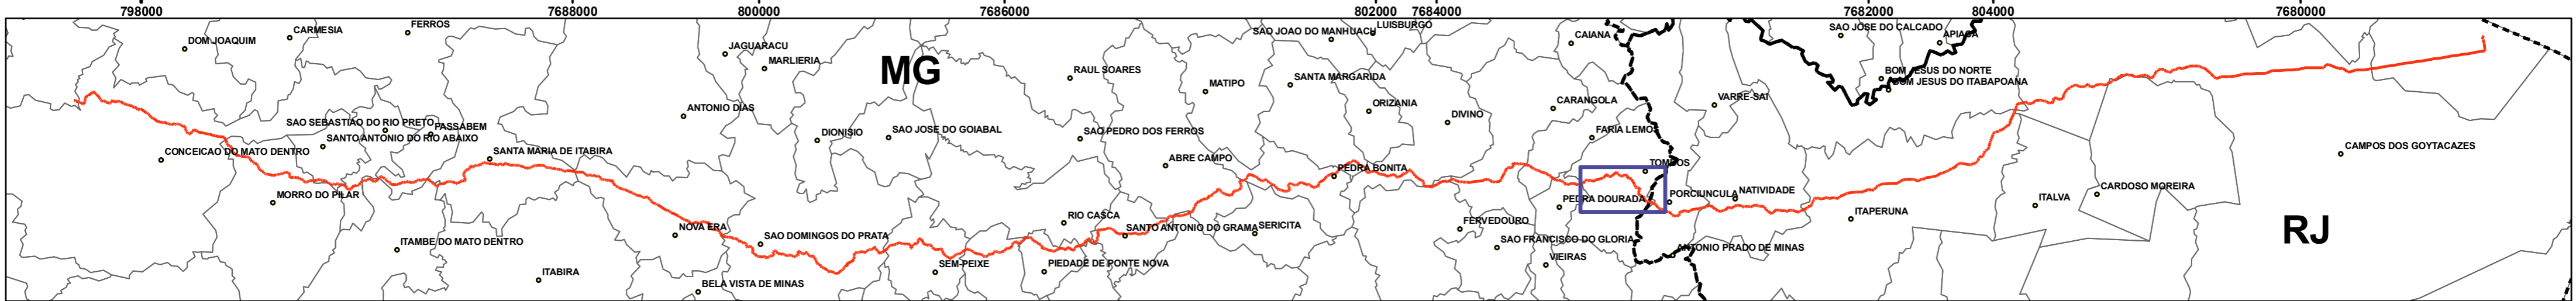 798000 7688000 800000 7686000 802000 7684000 7682000 804000 7680000
DOM JOAQUIM
CARMESIA
FERROS
JAGUARACU
MARLIERIA
MG
RAUL SOARES
MATIPO
SAO JOAO DO MANHUACU
LUISBURGO
SANTA MARGARIDA
ORIZANIA
CAIANA
SAO JOSE DO CALCADO
APIACA
BOM JESUS DO NORTE
BOM JESUS DO ITABAPOANA
ANTONIO DIAS
DIVINO
CARANGOLA
VARRE-SAI
SAO SEBASTIAO DO RIO PRETO
PASSABEM
SANTO ANTONIO DO RIO ABAIXO
DIONISIO
SAO JOSE DO GOIABAL
SAO PEDRO DOS FERROS
FARIA LEMOS
CONCEICAO DO MATO DENTRO
SANTA MARIA DE ITABIRA
ABRE CAMPO
PEDRA BONITA
TOMBOS
CAMPOS DOS GOYTACAZES
MORRO DO PILAR
PEDRA DOURADA
PORCIUNCULA
NATIVIDADE
ITALVA
CARDOSO MOREIRA
RIO CASCA
ITAPERUNA
NOVA ERA
SAO DOMINGOS DO PRATA
SANTO ANTONIO DO GRAMA
SERICITA
FERVEDOURO
RJ
ITAMBE DO MATO DENTRO
SAO FRANCISCO DO GLORIA
ANTONIO PRADO DE MINAS
ITABIRA
SEM-PEIXE
PIEDADE DE PONTE NOVA
VIEIRAS
BELA VISTA DE MINAS